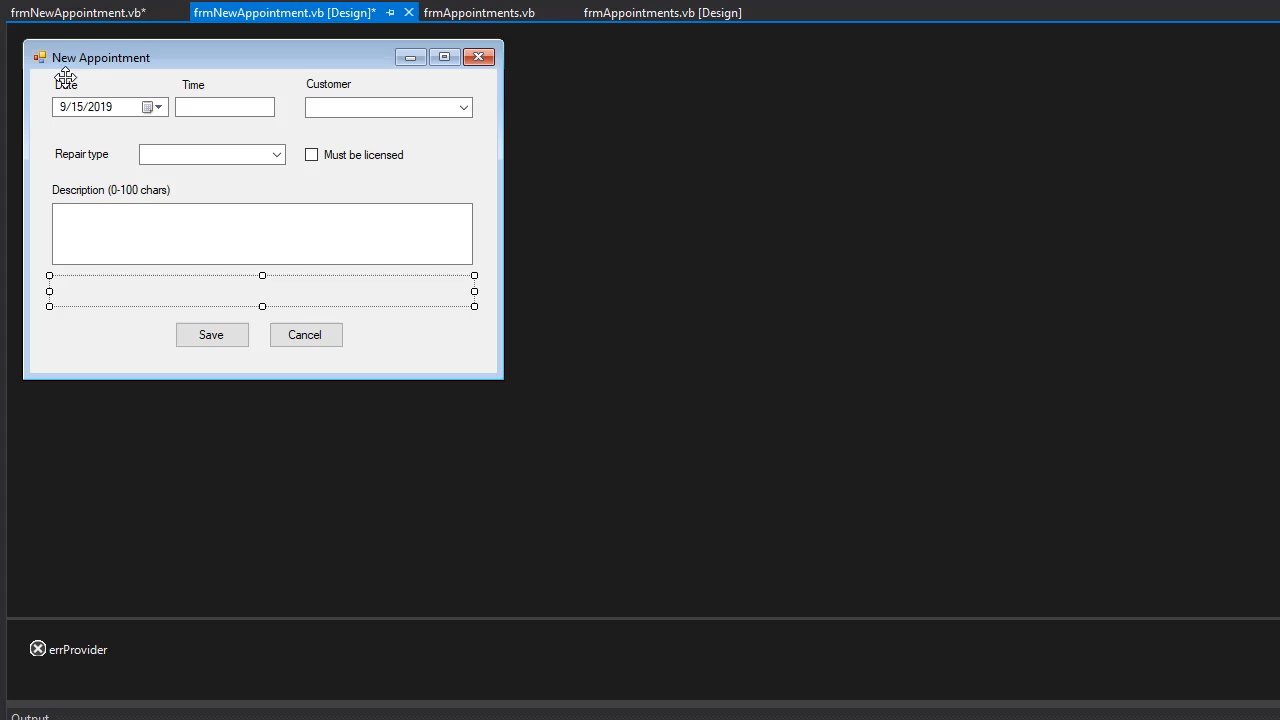 frmNewAppointment.vb*
frmNewAppointment.vb [Design]*
frmAppointments.vb
frmAppointments.vb [Design]
New Appointment
Date
Time
Customer
9/15/2019
Repair type
Must be licensed
Description (0-100 chars)
Save
Cancel
errProvider
Output